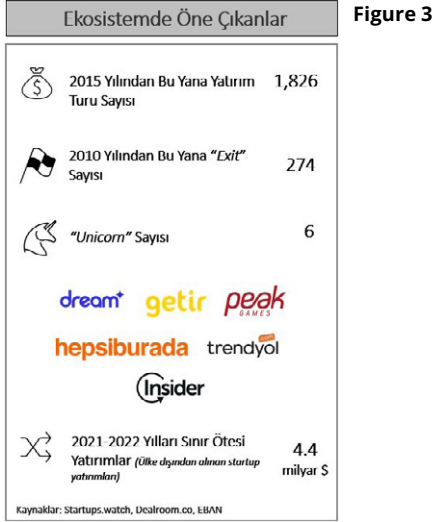 Ekosistemde Öne Çıkanlar
Figure 3
2015 Yılından Bu Yana Yatırım
Turu Sayısı
1,826
2010 Yılından Bu Yana “Exit”
Sayısı
274
“Unicorn” Sayısı
6
dream
getir
peak
GAMES
hepsiburada
trendyol
Insider
2021-2022 Yılları Sınır Ötesi
Yatırımlar (Ülke dışından alınan startup
yatırımları)
4.4
milyar $
Kaynaklar: Startups.watch, Dealroom.co, EBAN